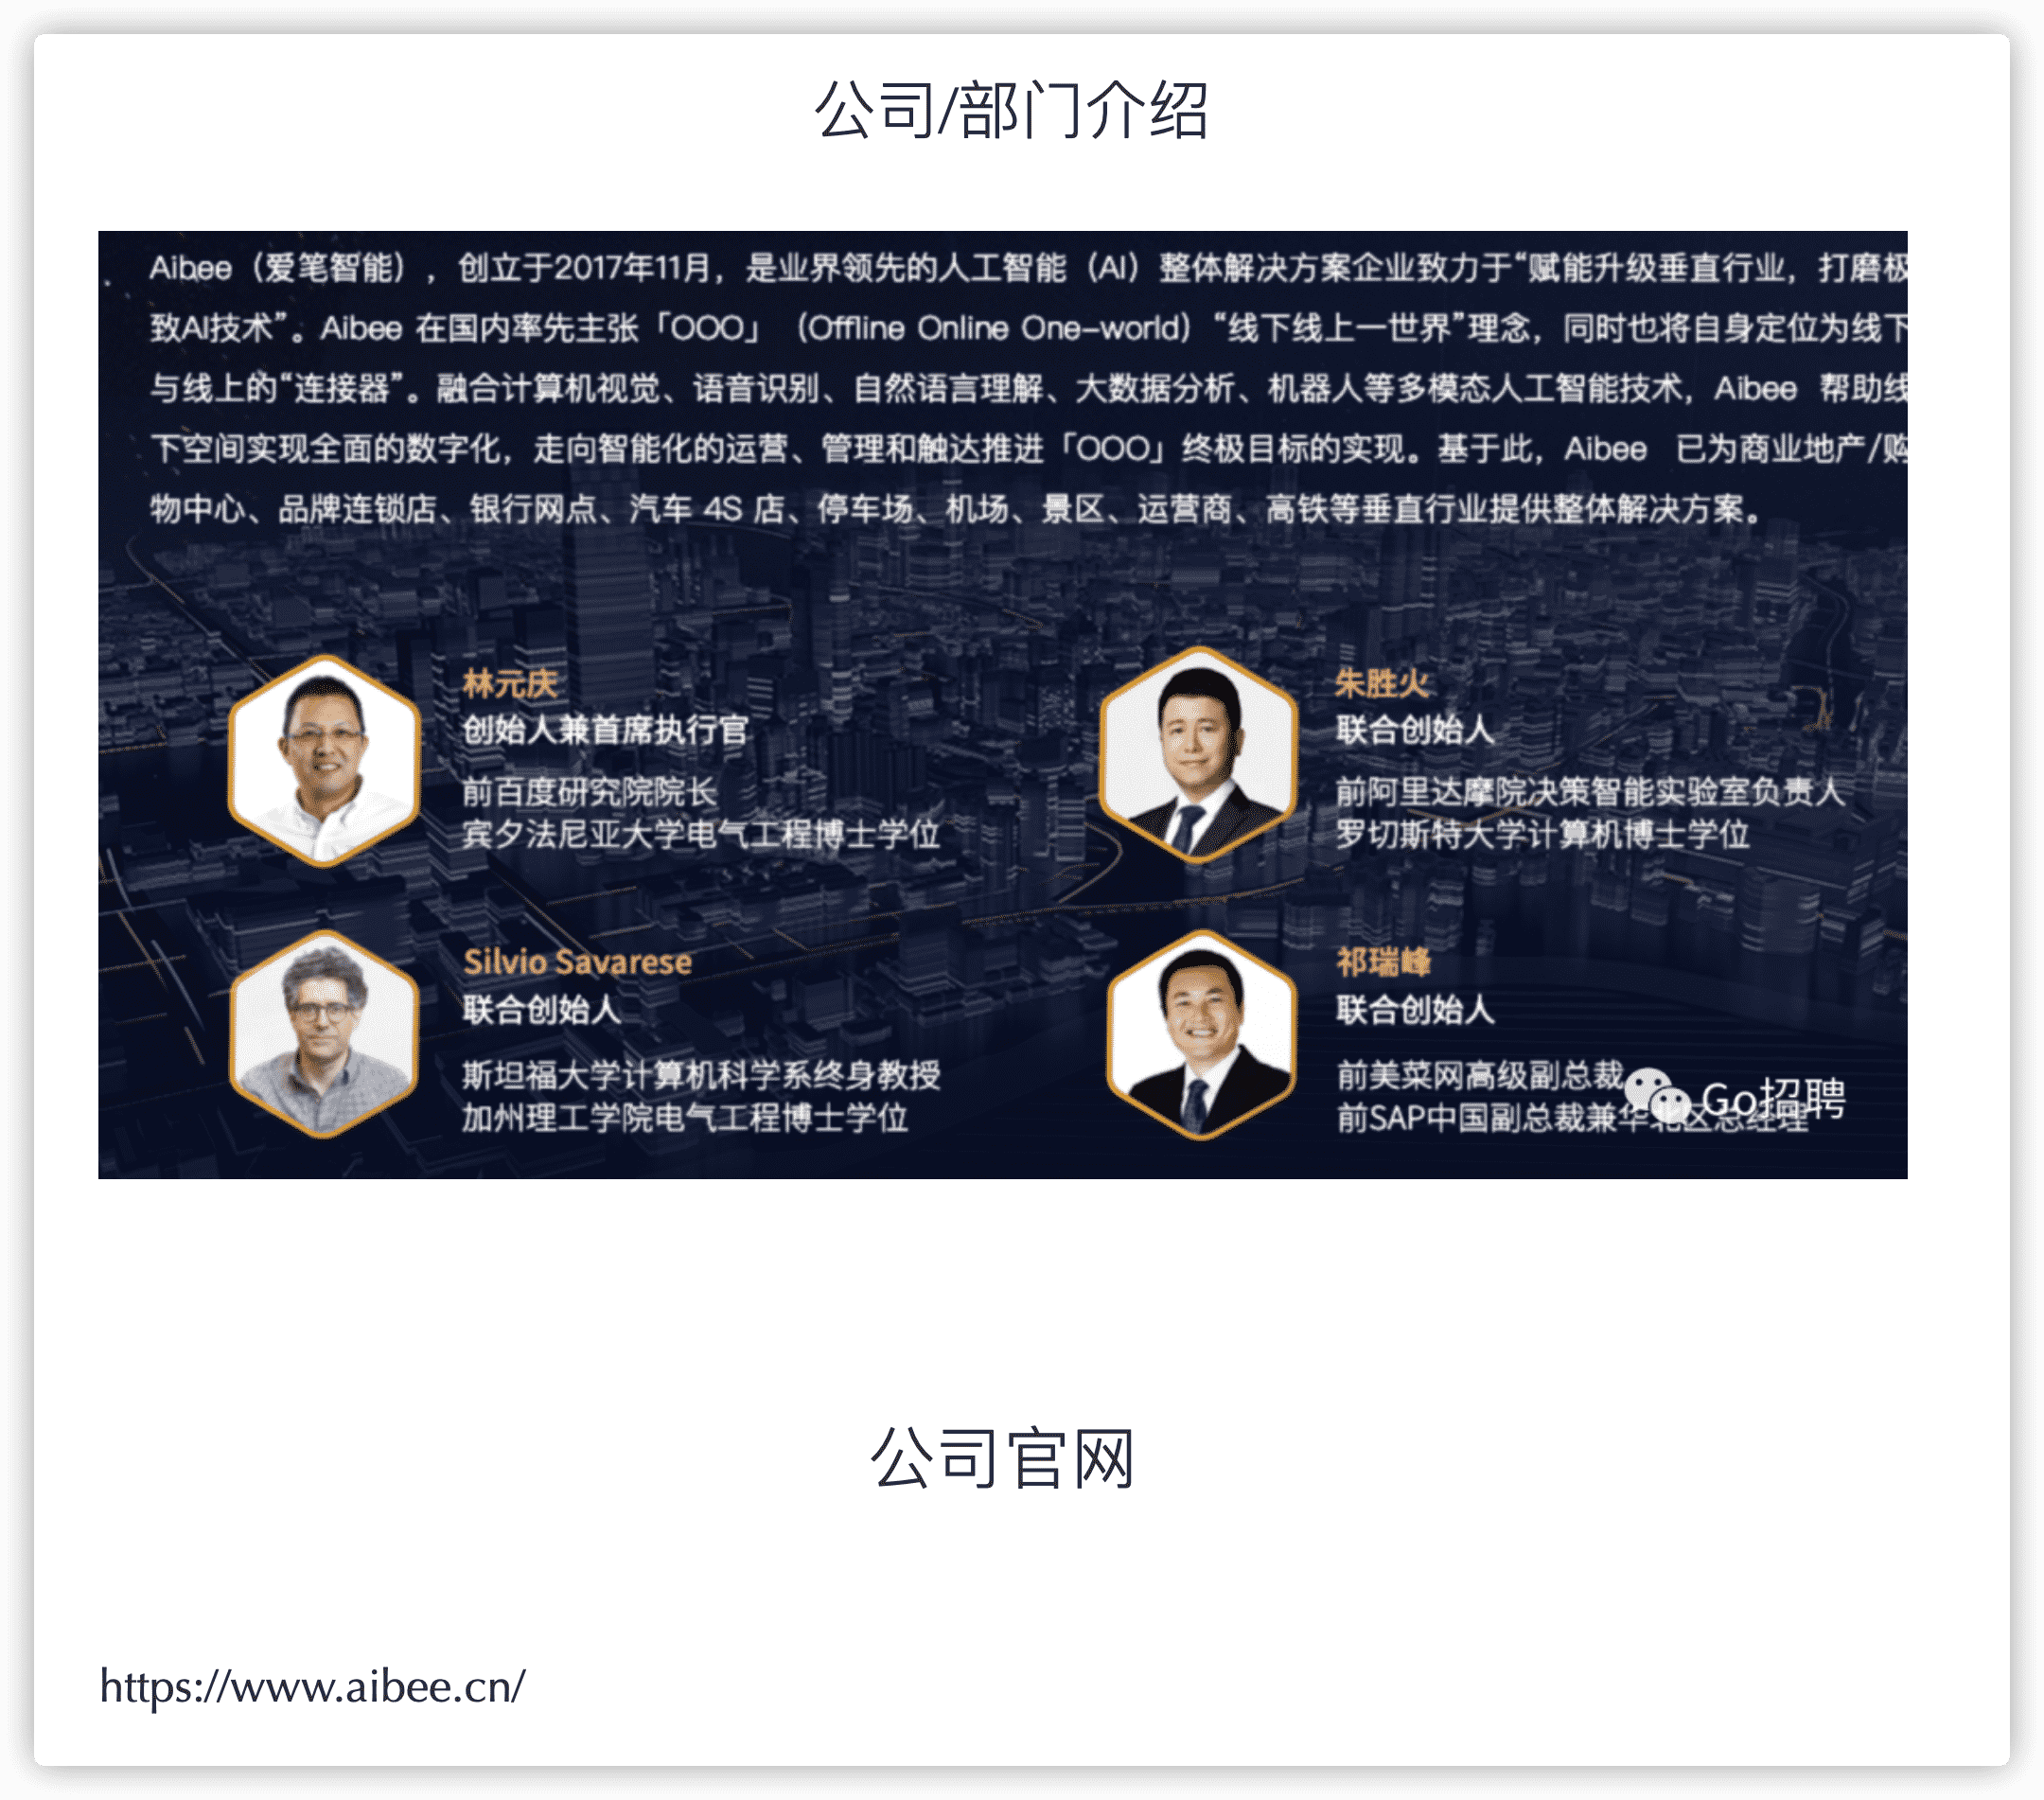 公司/部门介绍
Aibee（爱笔智能），创立于2017年11月，是业界领先的人工智能（AI）整体解决方案企业致力于“赋能升级垂直行业，打磨极
致AI技术”。Aibee 在国内率先主张「OOO」（Offline Online One-world）“线下线上一世界”理念，同时也将自身定位为线下
与线上的“连接器”。融合计算机视觉、语音识别、自然语言理解、大数据分析、机器人等多模态人工智能技术，Aibee 帮助线
下空间实现全面的数字化，走向智能化的运营、管理和触达推进「OOO」终极目标的实现。基于此，Aibee 已为商业地产/购
物中心、品牌连锁店、银行网点、汽车 4S 店、停车场、机场、景区、运营商、高铁等垂直行业提供整体解决方案。
林元庆
创始人兼首席执行官
前百度研究院院长
宾夕法尼亚大学电气工程博士学位
朱胜火
联合创始人
前阿里达摩院决策智能实验室负责人
罗切斯特大学计算机博士学位
Silvio Savarese
联合创始人
斯坦福大学计算机科学系终身教授
加州理工学院电气工程博士学位
祁瑞峰
联合创始人
前美菜网高级副总裁
前SAP中国副总裁兼华北区总经理
Go招聘
公司官网
https://www.aibee.cn/